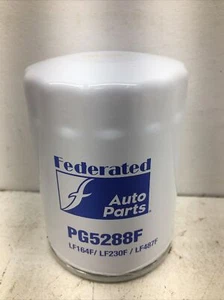 Federated
Auto
Parts
PG5288F
LF164F/ LF230F / LF487F